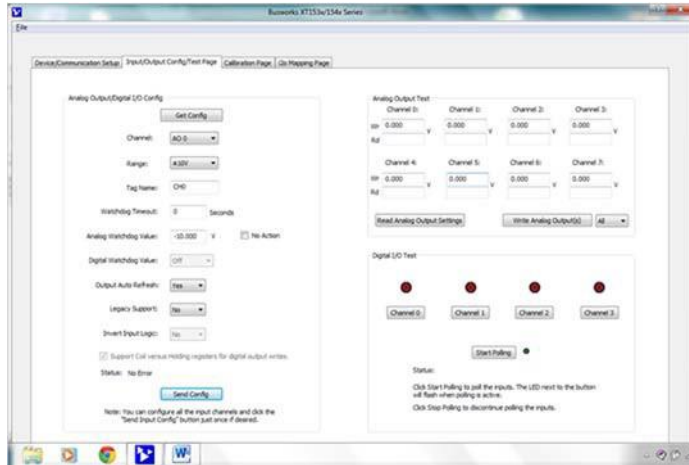 Busworks XT153x/154x Series
File
Device/Communication Setup Input/Output Config/Test Page Calibration Page i2o Mapping Page
Analog Output/Digital I/O Config
Get Config
Channel: AO 0
Range: ±10V
Tag Name: CH0
Watchdog Timeout: 0 Seconds
Analog Watchdog Value: -10.000 V No Action
Digital Watchdog Value: Off
Output Auto Refresh: Yes
Legacy Support: No
Invert Input Logic: No
Support Coil versus Holding registers for digital output writes.
Status: No Error
Send Config
Note: You can configure all the input channels and click the
"Send Input Config" button just once if desired.
Analog Output Test
Channel 0: Channel 1: Channel 2: Channel 3:
Wr 0.000 V 0.000 V 0.000 V 0.000 V
Rd
Channel 4: Channel 5: Channel 6: Channel 7:
Wr 0.000 V 0.000 V 0.000 V 0.000 V
Rd
Read Analog Output Settings Write Analog Output(s) All
Digital I/O Test
Channel 0 Channel 1 Channel 2 Channel 3
Start Polling
Status:
Click Start Polling to poll the inputs. The LED next to the button
will flash when polling is active.
Click Stop Polling to discontinue polling the inputs.